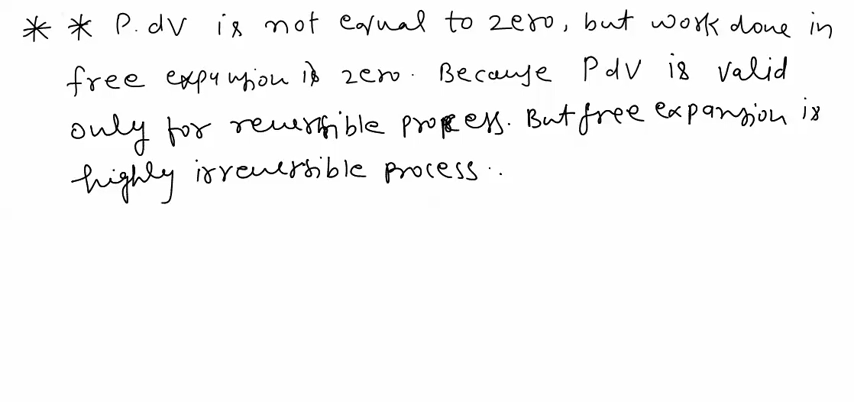 * * P.dV is not equal to zero, but work done in
free expansion is zero. Because PdV is valid
only for reversible process. But free expansion is
highly irreversible process..